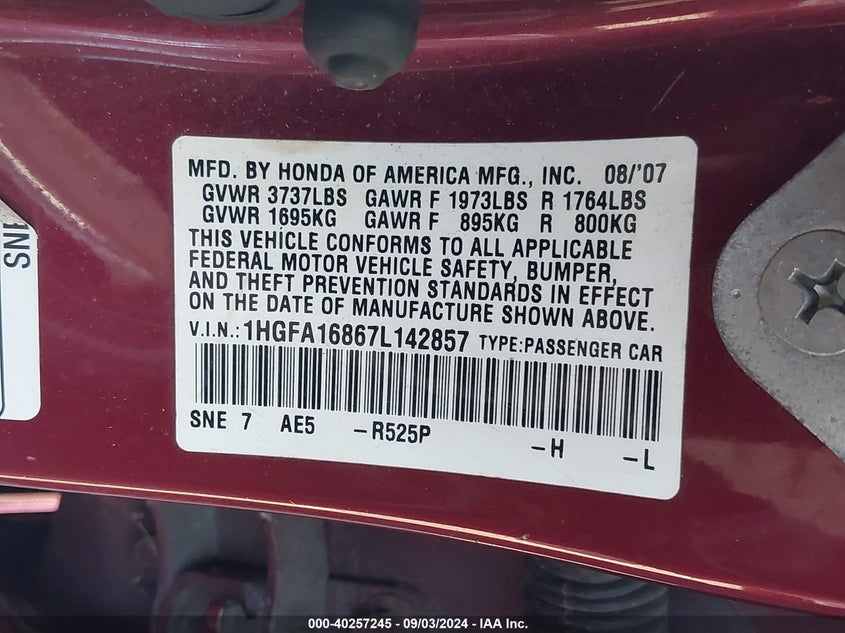 MFD. BY HONDA OF AMERICA MFG., INC. 08/'07
GVWR 3737LBS GAWR F 1973LBS R 1764LBS
GVWR 1695KG GAWR F 895KG R 800KG
THIS VEHICLE CONFORMS TO ALL APPLICABLE
FEDERAL MOTOR VEHICLE SAFETY, BUMPER,
AND THEFT PREVENTION STANDARDS IN EFFECT
ON THE DATE OF MANUFACTURE SHOWN ABOVE.
V.I.N.:1HGFA16867L142857 TYPE:PASSENGER CAR
SNE 7 AE5 -R525P -H -L
SNE
000-40257245 - 09/03/2024 - IAA Inc.